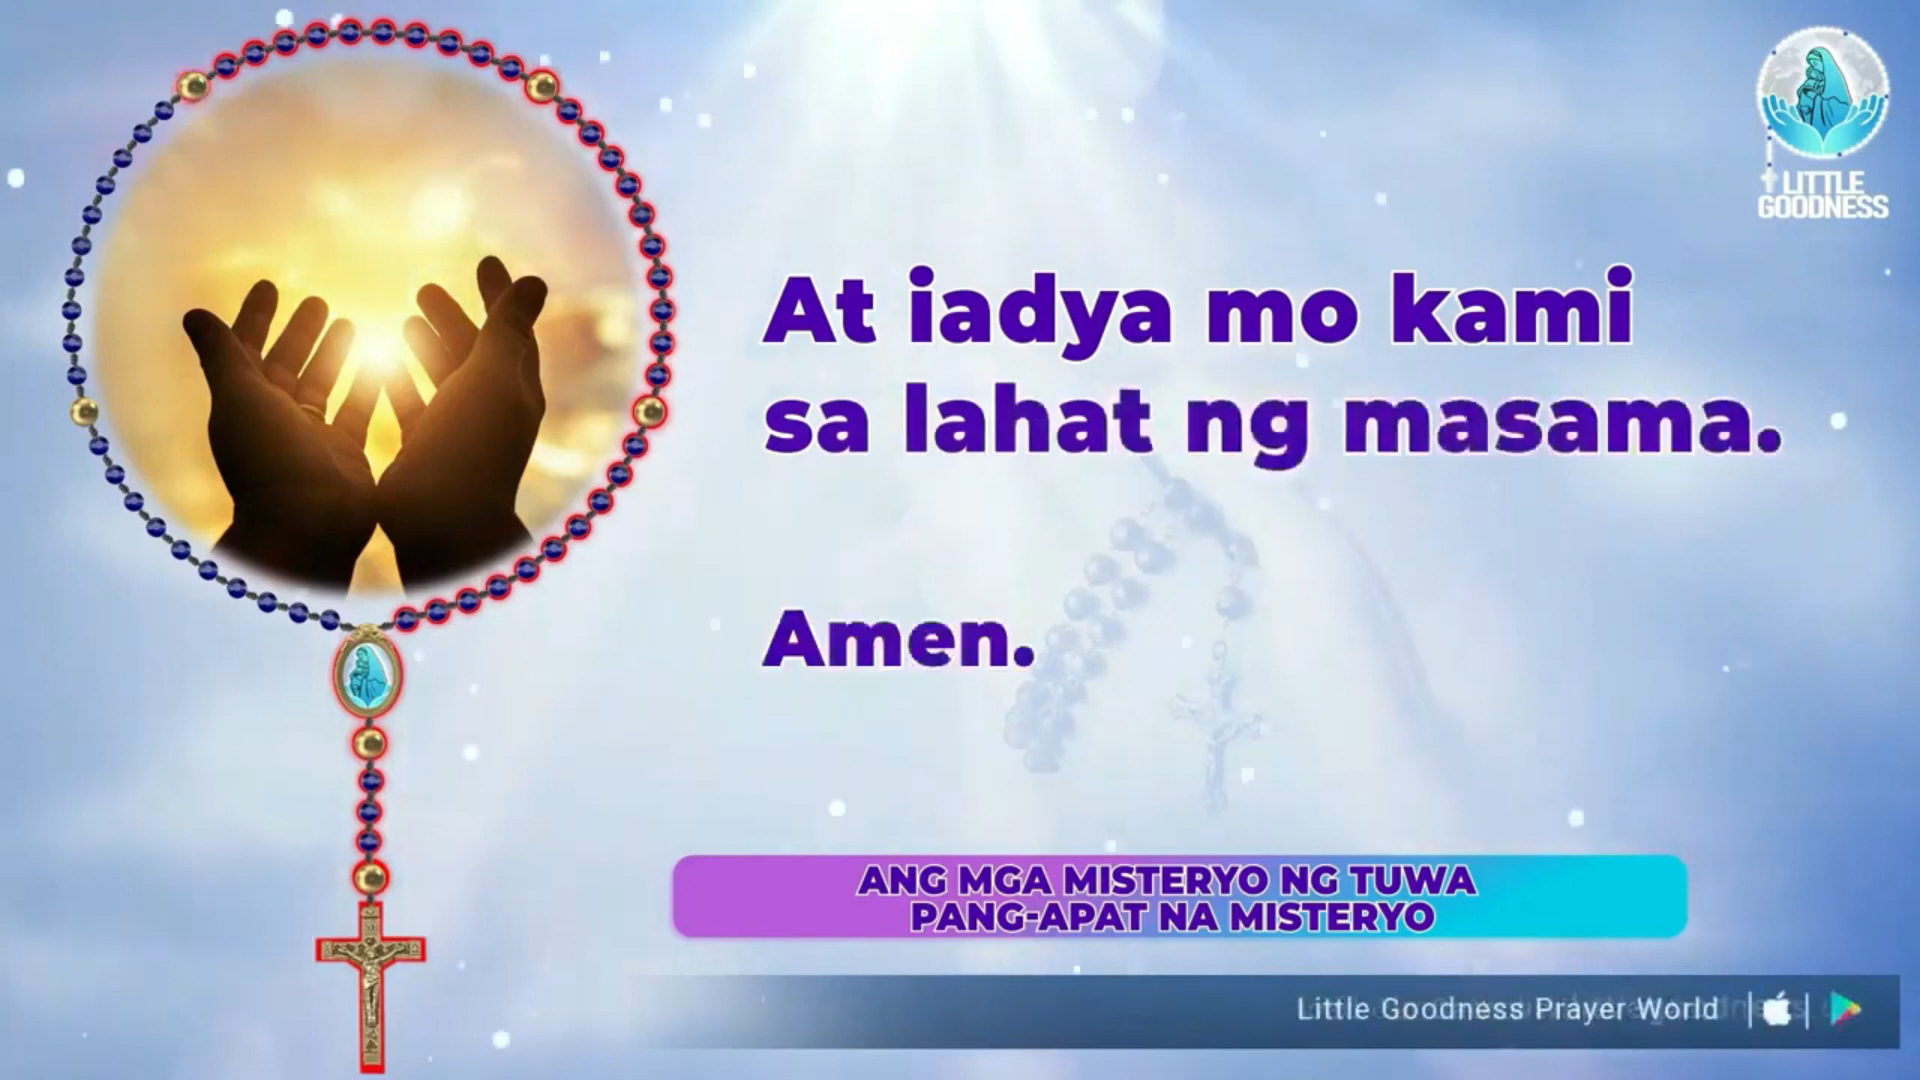 LITTLE
GOODNESS
At iadya mo kami
sa lahat ng masama.
Amen.
ANG MGA MISTERYO NG TUWA
PANG-APAT NA MISTERYO
Little Goodness Prayer World